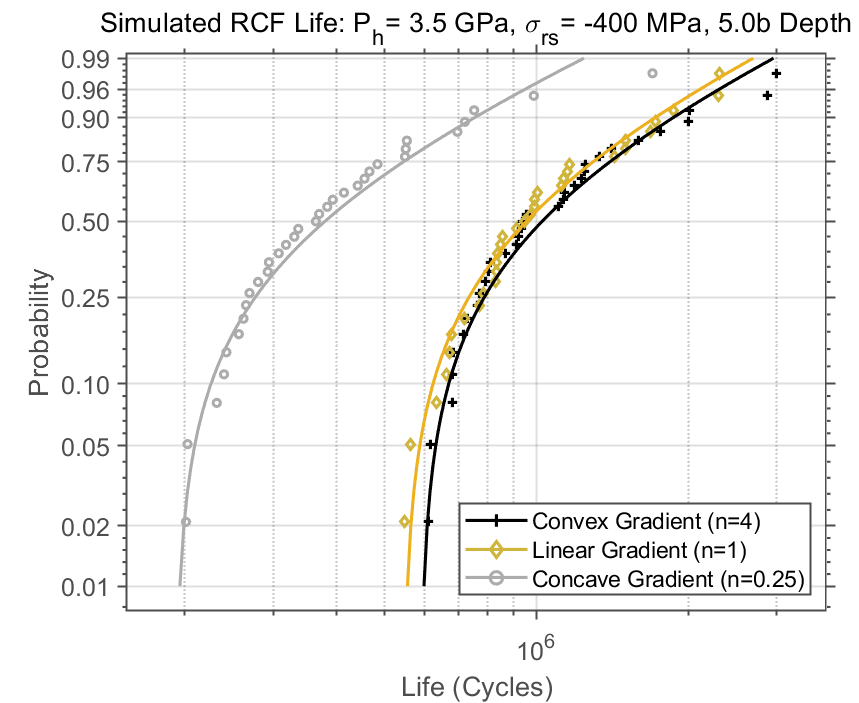 Simulated RCF Life: Pₕ= 3.5 GPa, σrs= -400 MPa, 5.0b Depth
0.99
0.96
0.90
0.75
0.50
0.25
0.10
0.05
0.02
0.01
Probability
Convex Gradient (n=4)
Linear Gradient (n=1)
Concave Gradient (n=0.25)
10⁶
Life (Cycles)